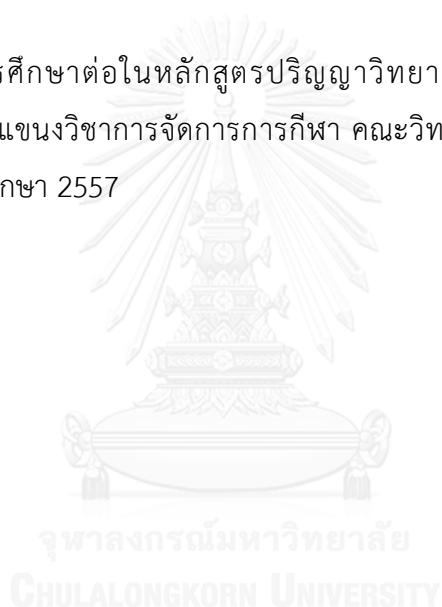 รศึกษาต่อในหลักสูตรปริญญาวิทยา
แขนงวิชาการจัดการการกีฬา คณะวิท
กษา 2557
จุฬาลงกรณ์มหาวิทยาลัย
CHULALONGKORN UNIVERSITY